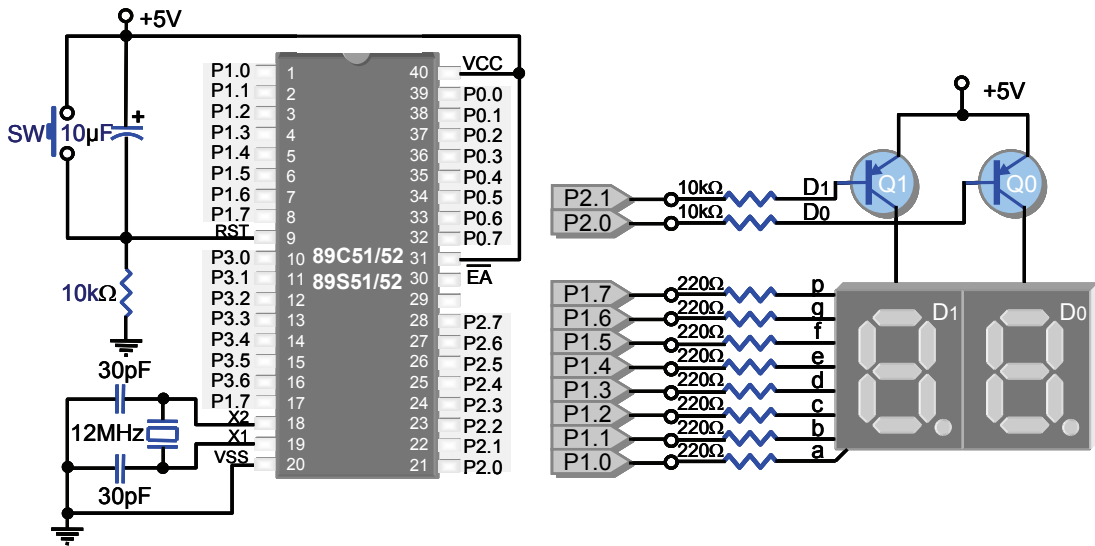 +5V
SW
10μF
+
P1.0 1
P1.1 2
P1.2 3
P1.3 4
P1.4 5
P1.5 6
P1.6 7
P1.7 8
RST 9
P3.0 10
P3.1 11
P3.2 12
P3.3 13
P3.4 14
P3.5 15
P3.6 16
P1.7 17
X2 18
X1 19
VSS 20
40 VCC
39 P0.0
38 P0.1
37 P0.2
36 P0.3
35 P0.4
34 P0.5
33 P0.6
32 P0.7
31 EA
30
29
28 P2.7
27 P2.6
26 P2.5
25 P2.4
24 P2.3
23 P2.2
22 P2.1
21 P2.0
89C51/52
89S51/52
10kΩ
30pF
12MHz
30pF
+5V
P2.1 10kΩ D1 Q1
P2.0 10kΩ D0 Q0
P1.7 220Ω p
P1.6 220Ω g
P1.5 220Ω f
P1.4 220Ω e
P1.3 220Ω d
P1.2 220Ω c
P1.1 220Ω b
P1.0 220Ω a
D1 D0